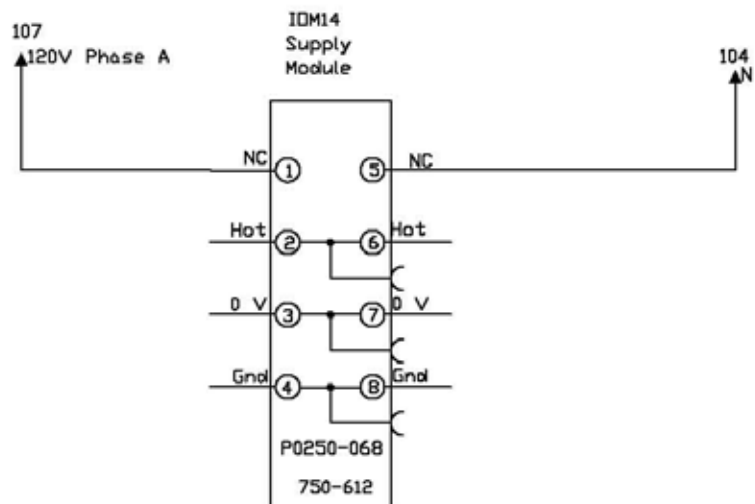 107
120V Phase A
IOM14
Supply
Module
104
N
NC 1 5 NC
Hot 2 6 Hot
0 V 3 7 0 V
Gnd 4 8 Gnd
P0250-068
750-612